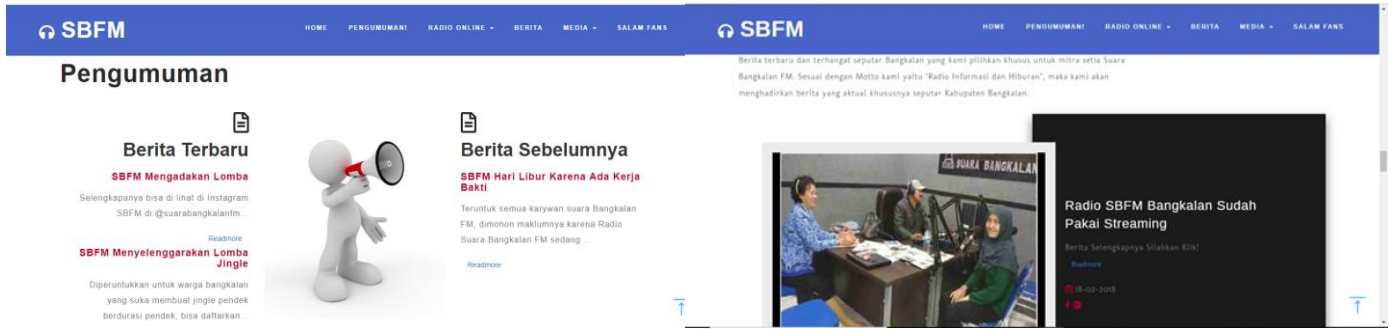 SBFM
HOME PENGUMUMAN! RADIO ONLINE BERITA MEDIA SALAM FANS
Pengumuman
Berita Terbaru
SBFM Mengadakan Lomba
Selengkapanya bisa di lihat di Instagram
SBFM di @suarabangkalanfm...
Readmore
SBFM Menyelenggarakan Lomba
Jingle
Diperuntukkan untuk warga bangkalan
yang suka membuat jingle pendek
berdurasi pendek, bisa daftarkan...
Berita Sebelumnya
SBFM Hari Libur Karena Ada Kerja
Bakti
Teruntuk semua karywan suara Bangkalan
FM, dimohon maklumnya karena Radio
Suara Bangkalan FM sedang ...
Readmore
SBFM
HOME PENGUMUMAN! RADIO ONLINE BERITA MEDIA SALAM FANS
Berita terbaru dan terhangat seputar Bangkalan yang kami pilihkan khusus untuk mitra setia Suara
Bangkalan FM. Sesuai dengan Motto kami yaitu "Radio Informasi dan Hiburan", maka kami akan
menghadirkan berita yang aktual khususnya seputar Kabupaten Bangkalan.
SUARA BANGKALAN
Radio SBFM Bangkalan Sudah
Pakai Streaming
Berita Selengkapnya Silahkan Klik!
Readmore
18-02-2018